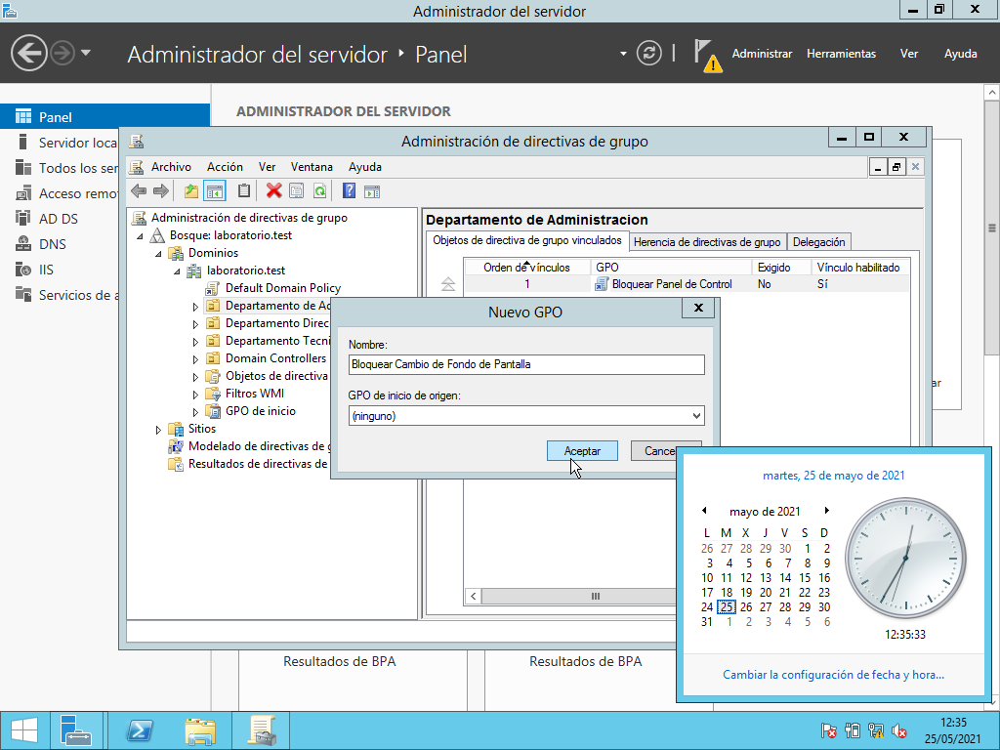 Administrador del servidor
Administrador del servidor
Panel
Administrar
Herramientas
Ver
Ayuda
ADMINISTRADOR DEL SERVIDOR
Panel
Servidor loca
Todos los ser
Acceso remo
AD DS
DNS
IIS
Servicios de a
Administración de directivas de grupo
Archivo
Acción
Ver
Ventana
Ayuda
Administración de directivas de grupo
Bosque: laboratorio.test
Dominios
laboratorio.test
Default Domain Policy
Departamento de Ad
Departamento Direc
Departamento Tecni
Domain Controllers
Objetos de directiva
Filtros WMI
GPO de inicio
Sitios
Modelado de directivas de g
Resultados de directivas de
Departamento de Administracion
Objetos de directiva de grupo vinculados
Herencia de directivas de grupo
Delegación
Orden de vínculos
GPO
Exigido
Vínculo habilitado
1
Bloquear Panel de Control
No
Sí
Nuevo GPO
Nombre:
Bloquear Cambio de Fondo de Pantalla
GPO de inicio de origen:
(ninguno)
Aceptar
Cance
ar
martes, 25 de mayo de 2021
mayo de 2021
L M X J V S D
26 27 28 29 30 1 2
3 4 5 6 7 8 9
10 11 12 13 14 15 16
17 18 19 20 21 22 23
24 25 26 27 28 29 30
31 1 2 3 4 5 6
12:35:33
Cambiar la configuración de fecha y hora...
Resultados de BPA
Resultados de BPA
12:35
25/05/2021